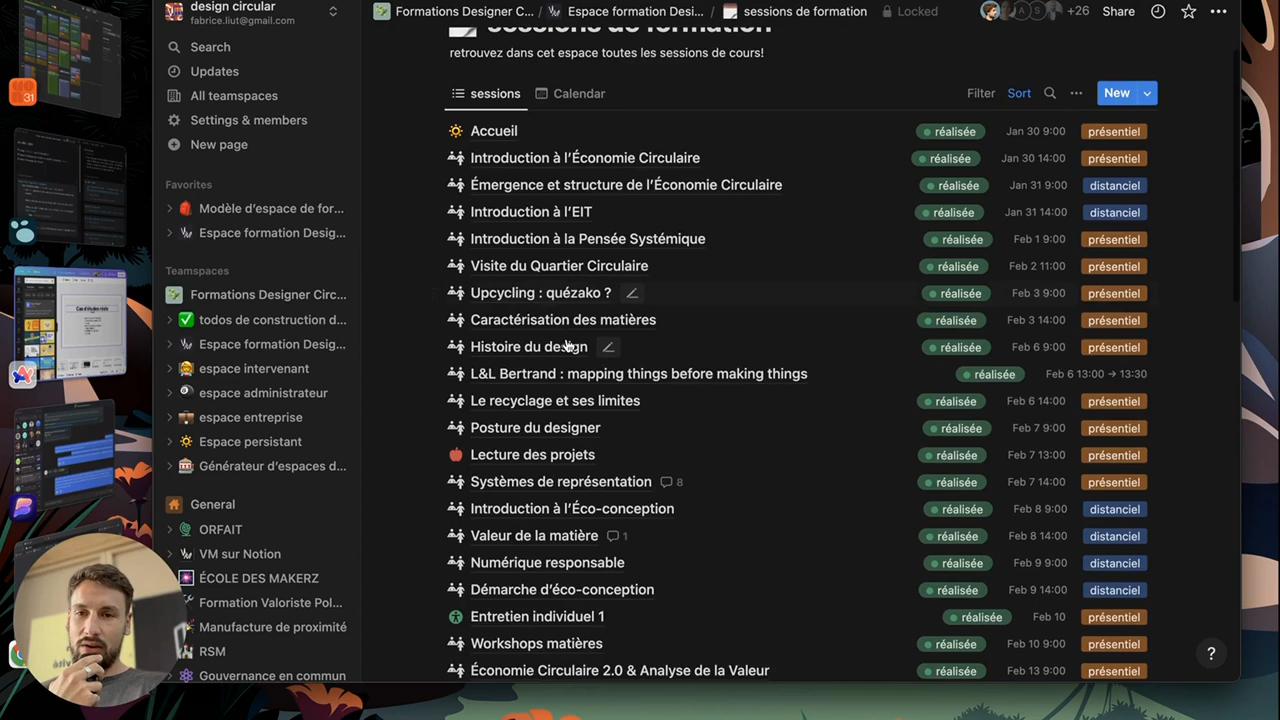 design circular
fabrice.liut@gmail.com
Search
Updates
All teamspaces
Settings & members
New page
Favorites
Modèle d'espace de for...
Espace formation Desig...
Teamspaces
Formations Designer Circ...
todos de construction d...
Espace formation Desig...
espace intervenant
espace administrateur
espace entreprise
Espace persistant
Générateur d'espaces d...
General
ORFAIT
VM sur Notion
ÉCOLE DES MAKERZ
Formation Valoriste Pol...
Manufacture de proximité
RSM
Gouvernance en commun
31
Formations Designer C... / Espace formation Desi... / sessions de formation Locked
A S +26 Share
sessions de formation
retrouvez dans cet espace toutes les sessions de cours!
sessions Calendar Filter Sort New
Accueil réalisée Jan 30 9:00 présentiel
Introduction à l'Économie Circulaire réalisée Jan 30 14:00 présentiel
Émergence et structure de l'Économie Circulaire réalisée Jan 31 9:00 distanciel
Introduction à l'EIT réalisée Jan 31 14:00 distanciel
Introduction à la Pensée Systémique réalisée Feb 1 9:00 présentiel
Visite du Quartier Circulaire réalisée Feb 2 11:00 présentiel
Upcycling : quézako ? réalisée Feb 3 9:00 présentiel
Caractérisation des matières réalisée Feb 3 14:00 présentiel
Histoire du design réalisée Feb 6 9:00 présentiel
L&L Bertrand : mapping things before making things réalisée Feb 6 13:00 → 13:30
Le recyclage et ses limites réalisée Feb 6 14:00 présentiel
Posture du designer réalisée Feb 7 9:00 présentiel
Lecture des projets réalisée Feb 7 13:00 présentiel
Systèmes de représentation 8 réalisée Feb 7 14:00 présentiel
Introduction à l'Éco-conception réalisée Feb 8 9:00 distanciel
Valeur de la matière 1 réalisée Feb 8 14:00 distanciel
Numérique responsable réalisée Feb 9 9:00 distanciel
Démarche d'éco-conception réalisée Feb 9 14:00 distanciel
Entretien individuel 1 réalisée Feb 10 présentiel
Workshops matières réalisée Feb 10 9:00 présentiel
Économie Circulaire 2.0 & Analyse de la Valeur réalisée Feb 13 9:00 présentiel
?